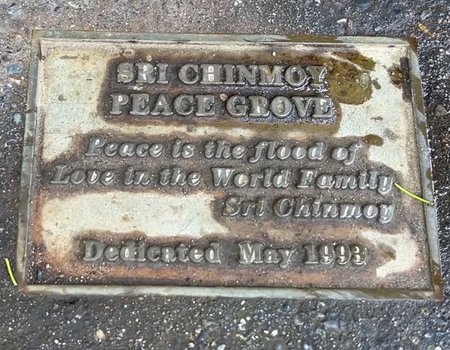 SRI CHINMOY
PEACE GROVE
Peace is the flood of
Love in the World Family
Sri Chinmoy
Dedicated May 1993